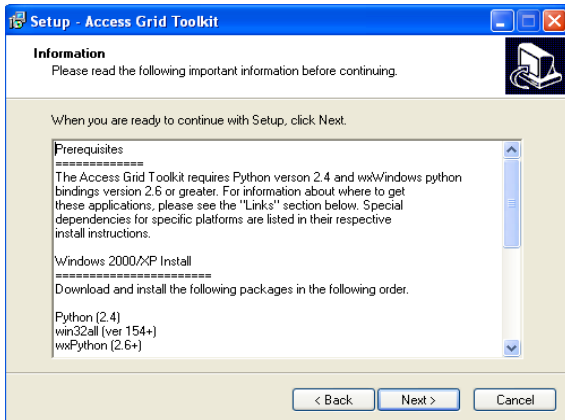 Setup - Access Grid Toolkit
Information
Please read the following important information before continuing.
When you are ready to continue with Setup, click Next.
Prerequisites
=============
The Access Grid Toolkit requires Python verson 2.4 and wxWindows python
bindings version 2.6 or greater. For information about where to get
these applications, please see the "Links" section below. Special
dependencies for specific platforms are listed in their respective
install instructions.
Windows 2000/XP Install
=======================
Download and install the following packages in the following order.
Python (2.4)
win32all (ver 154+)
wxPython (2.6+)
< Back
Next >
Cancel